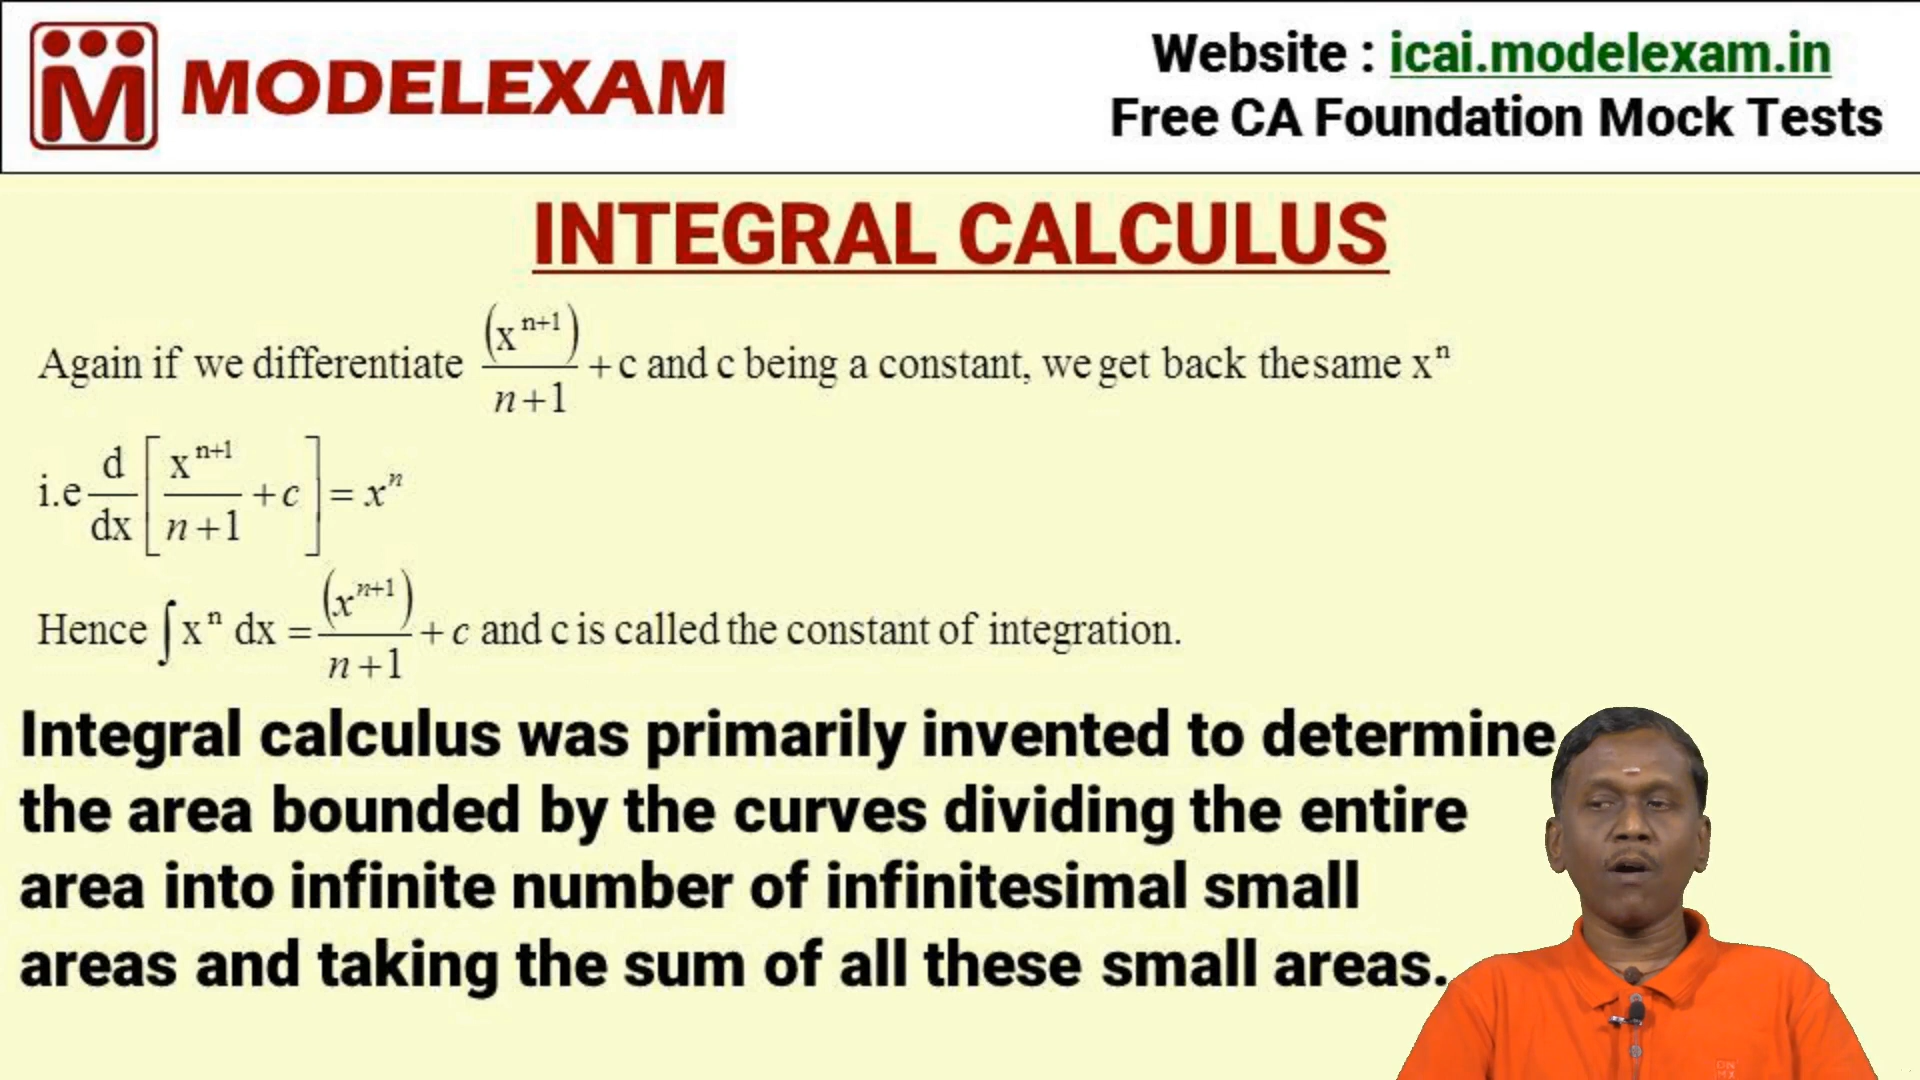 MODELEXAM
Website : icai.modelexam.in
Free CA Foundation Mock Tests
INTEGRAL CALCULUS
Again if we differentiate (x^(n+1))/(n+1) + c and c being a constant, we get back thesame x^n
i.e d/dx [x^(n+1)/(n+1) + c] = x^n
Hence ∫ x^n dx = (x^(n+1))/(n+1) + c and c is called the constant of integration.
Integral calculus was primarily invented to determine
the area bounded by the curves dividing the entire
area into infinite number of infinitesimal small
areas and taking the sum of all these small areas.